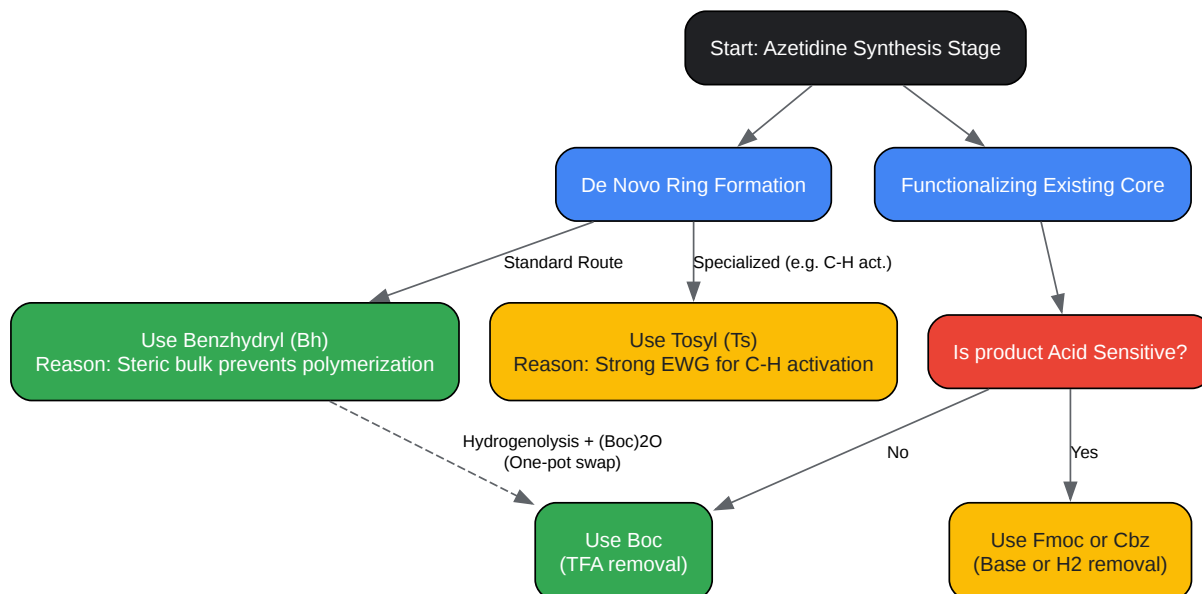 Start: Azetidine Synthesis Stage
De Novo Ring Formation
Functionalizing Existing Core
Standard Route
Specialized (e.g. C-H act.)
Use Benzhydryl (Bh)
Reason: Steric bulk prevents polymerization
Use Tosyl (Ts)
Reason: Strong EWG for C-H activation
Is product Acid Sensitive?
Hydrogenolysis + (Boc)2O
(One-pot swap)
No
Yes
Use Boc
(TFA removal)
Use Fmoc or Cbz
(Base or H2 removal)